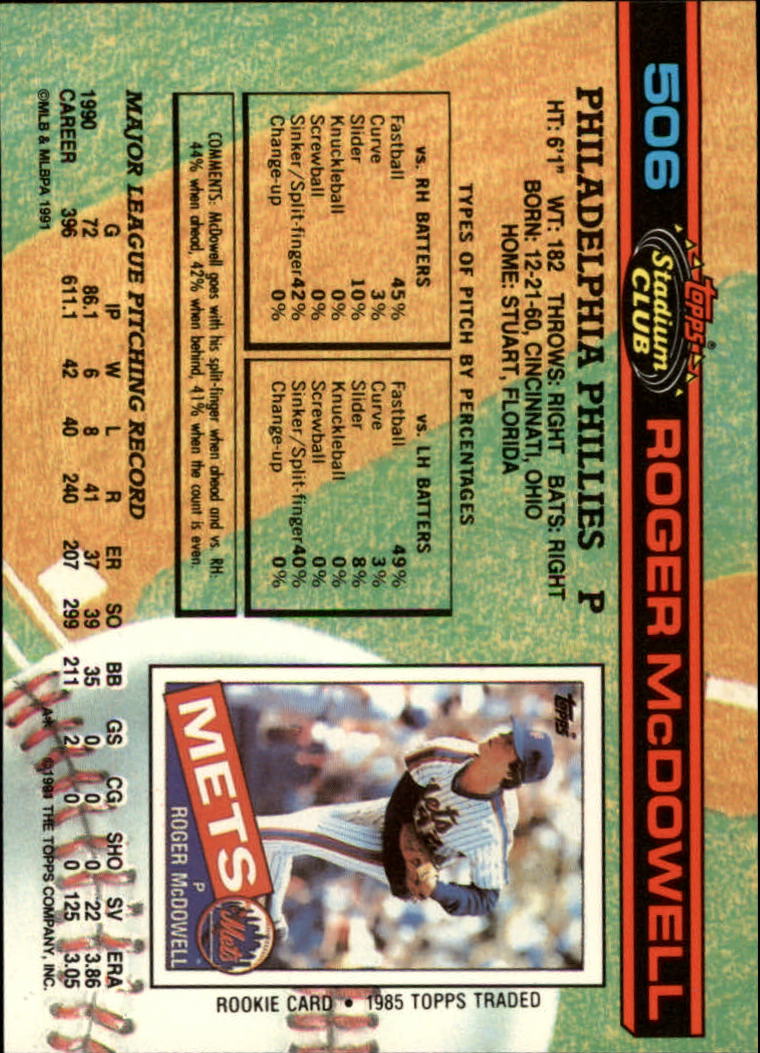 506 Topps Stadium CLUB ROGER McDOWELL
PHILADELPHIA PHILLIES P
HT: 6'1" WT: 182 THROWS: RIGHT BATS: RIGHT
BORN: 12-21-60, CINCINNATI, OHIO
HOME: STUART, FLORIDA
TYPES OF PITCH BY PERCENTAGES
vs. RH BATTERS
Fastball 45%
Curve 3%
Slider 10%
Knuckleball 0%
Screwball 0%
Sinker/Split-finger 42%
Change-up 0%
vs. LH BATTERS
Fastball 49%
Curve 3%
Slider 8%
Knuckleball 0%
Screwball 0%
Sinker/Split-finger 40%
Change-up 0%
COMMENTS: McDowell goes with his split-finger when ahead and vs. RH:
44% when ahead, 42% when behind, 41% when the count is even.
MAJOR LEAGUE PITCHING RECORD
G IP W L R ER SO BB GS CG SHO SV ERA
1990 72 86.1 6 8 41 37 39 35 0 0 0 22 3.86
CAREER 396 611.1 42 40 240 207 299 211 2 0 0 125 3.05
©MLB & MLBPA 1991 A* ©1991 THE TOPPS COMPANY, INC.
Topps
Mets
METS
P
ROGER McDOWELL
Mets
ROOKIE CARD • 1985 TOPPS TRADED